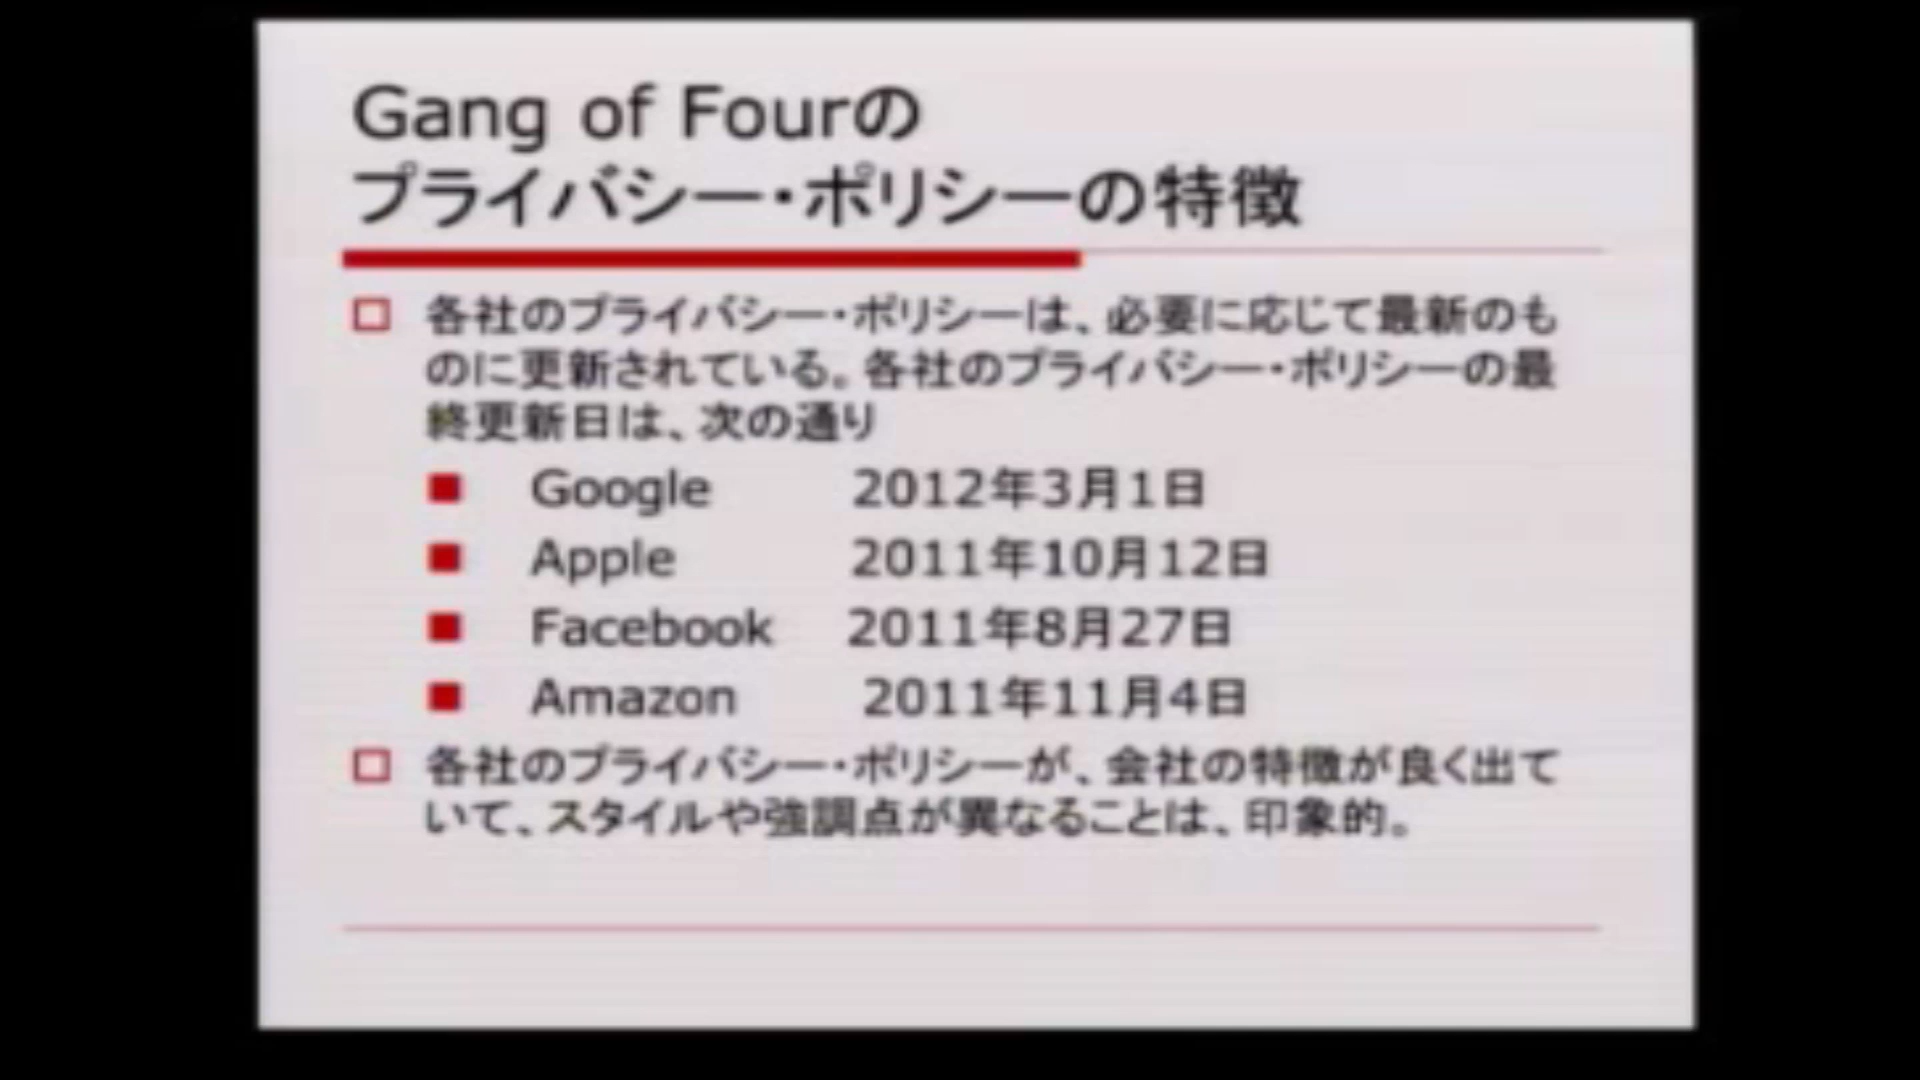 Gang of Fourの
プライバシー・ポリシーの特徴
各社のプライバシー・ポリシーは、必要に応じて最新のも
のに更新されている。各社のプライバシー・ポリシーの最
終更新日は、次の通り
Google 2012年3月1日
Apple 2011年10月12日
Facebook 2011年8月27日
Amazon 2011年11月4日
各社のプライバシー・ポリシーが、会社の特徴が良く出て
いて、スタイルや強調点が異なることは、印象的。